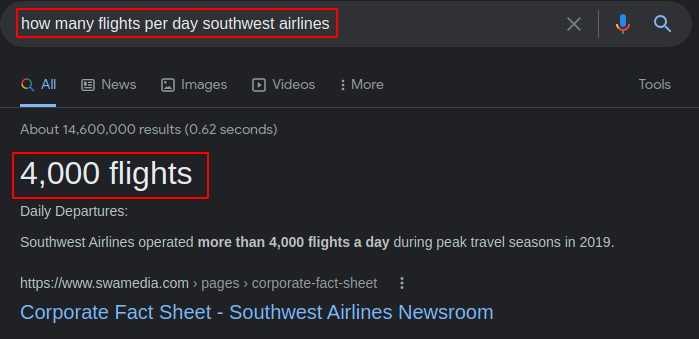 how many flights per day southwest airlines
All News Images Videos More Tools
About 14,600,000 results (0.62 seconds)
4,000 flights
Daily Departures:
Southwest Airlines operated more than 4,000 flights a day during peak travel seasons in 2019.
https://www.swamedia.com › pages › corporate-fact-sheet
Corporate Fact Sheet - Southwest Airlines Newsroom